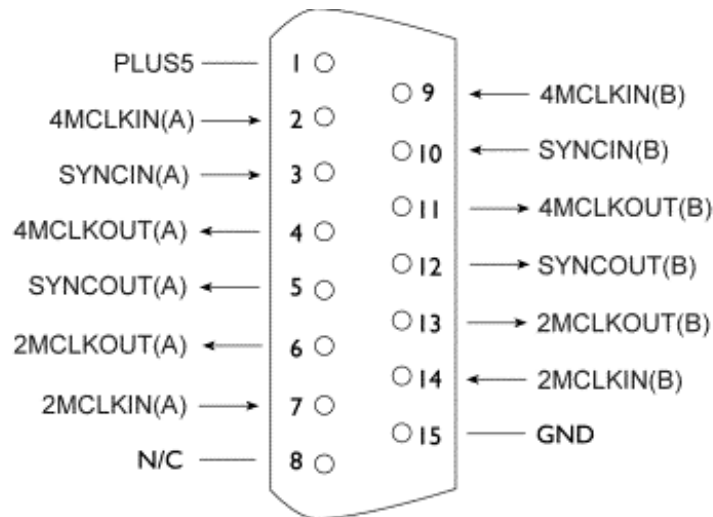 PLUS5 1
9 4MCLKIN(B)
4MCLKIN(A) 2
10 SYNCIN(B)
SYNCIN(A) 3
11 4MCLKOUT(B)
4MCLKOUT(A) 4
12 SYNCOUT(B)
SYNCOUT(A) 5
13 2MCLKOUT(B)
2MCLKOUT(A) 6
14 2MCLKIN(B)
2MCLKIN(A) 7
15 GND
N/C 8